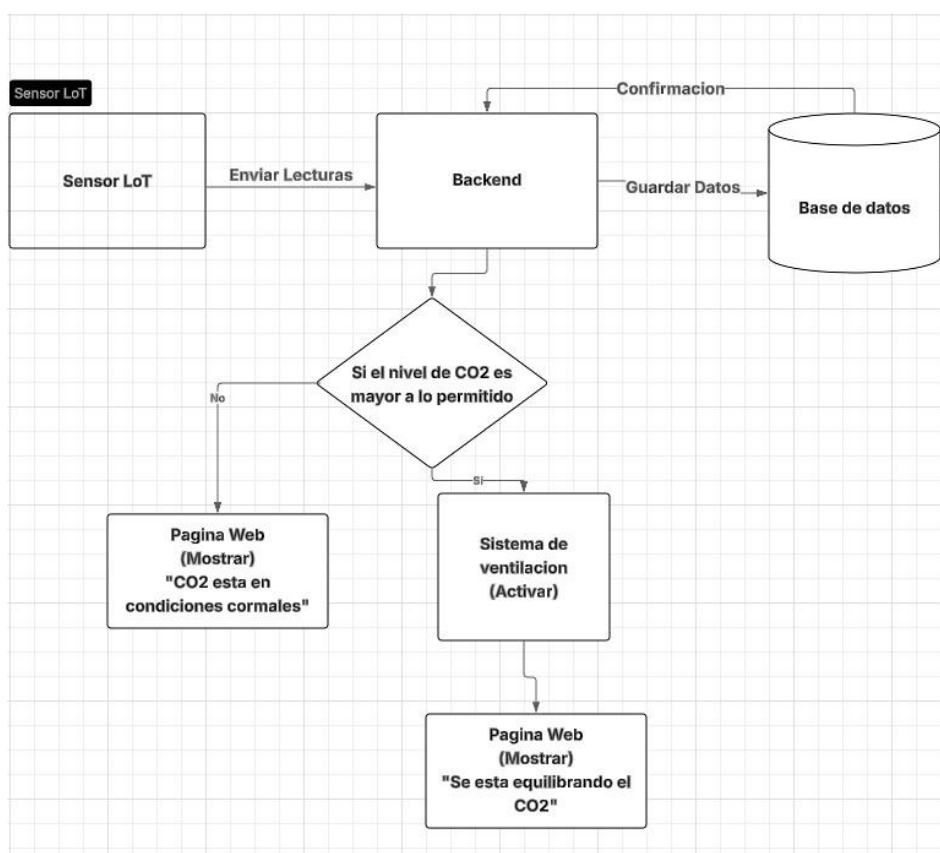 Confirmacion
Sensor LoT
Sensor LoT
Enviar Lecturas
Backend
Guardar Datos
Base de datos
Si el nivel de CO2 es
mayor a lo permitido
No
Si
Pagina Web
(Mostrar)
"CO2 esta en
condiciones cormales"
Sistema de
ventilacion
(Activar)
Pagina Web
(Mostrar)
"Se esta equilibrando el
CO2"